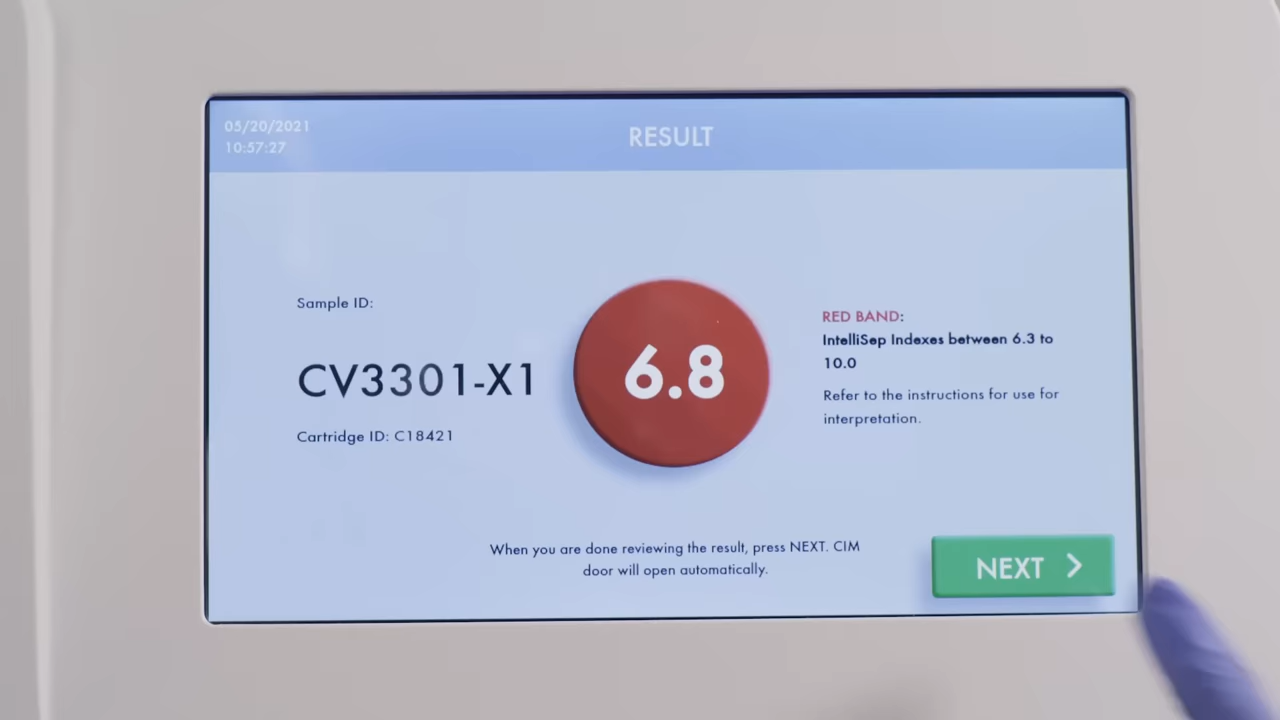 05/20/2021
10:57:27
RESULT
Sample ID:
CV3301-X1
Cartridge ID: C18421
6.8
RED BAND:
IntelliSep Indexes between 6.3 to
10.0
Refer to the instructions for use for
interpretation.
When you are done reviewing the result, press NEXT. CIM
door will open automatically.
NEXT